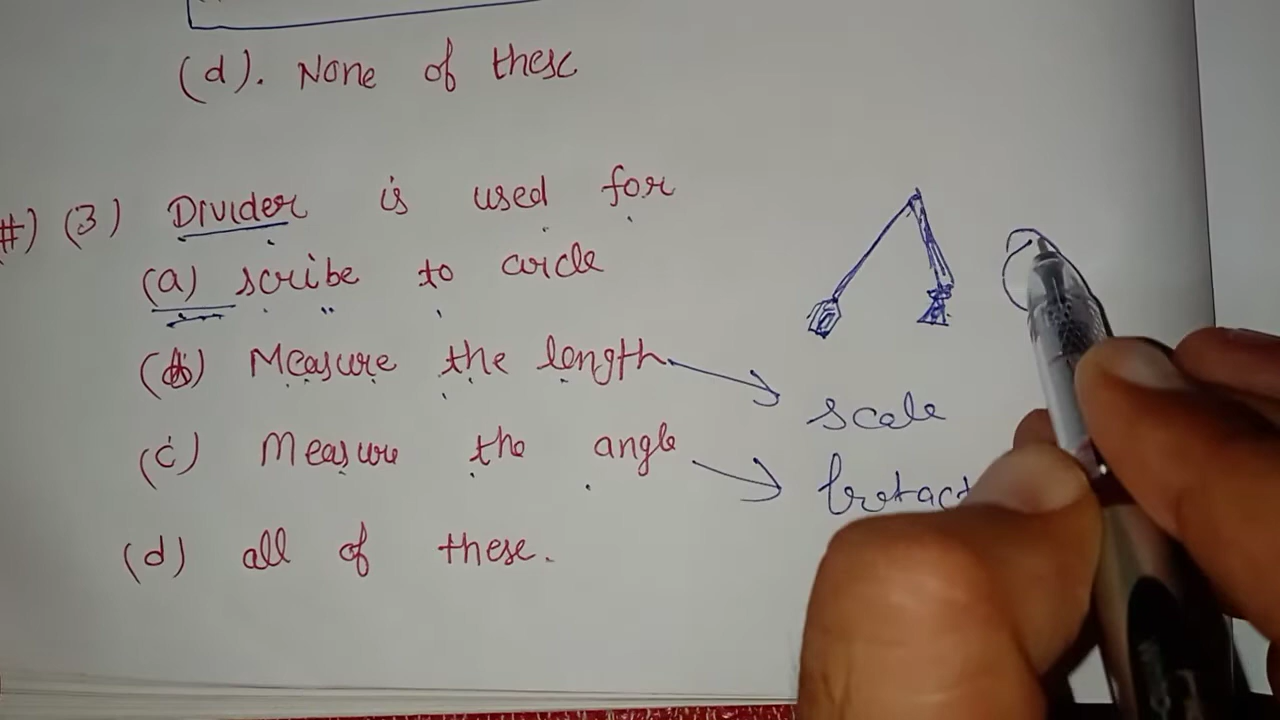 (d). None of these
#) (3) Divider is used for
(a) scribe to circle
(b) Measure the length
scale
(c) Measure the angle
(d) all of these.